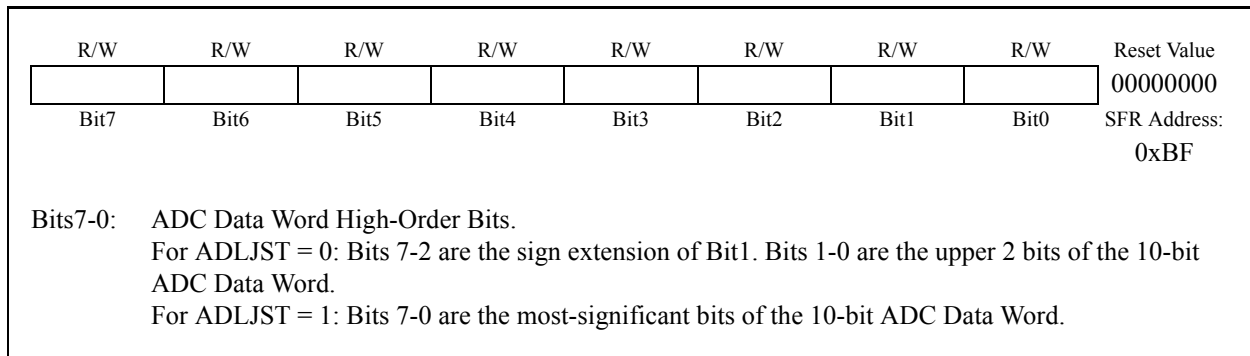 R/W R/W R/W R/W R/W R/W R/W R/W Reset Value
00000000
Bit7 Bit6 Bit5 Bit4 Bit3 Bit2 Bit1 Bit0 SFR Address:
0xBF
Bits7-0: ADC Data Word High-Order Bits.
For ADLJST = 0: Bits 7-2 are the sign extension of Bit1. Bits 1-0 are the upper 2 bits of the 10-bit
ADC Data Word.
For ADLJST = 1: Bits 7-0 are the most-significant bits of the 10-bit ADC Data Word.